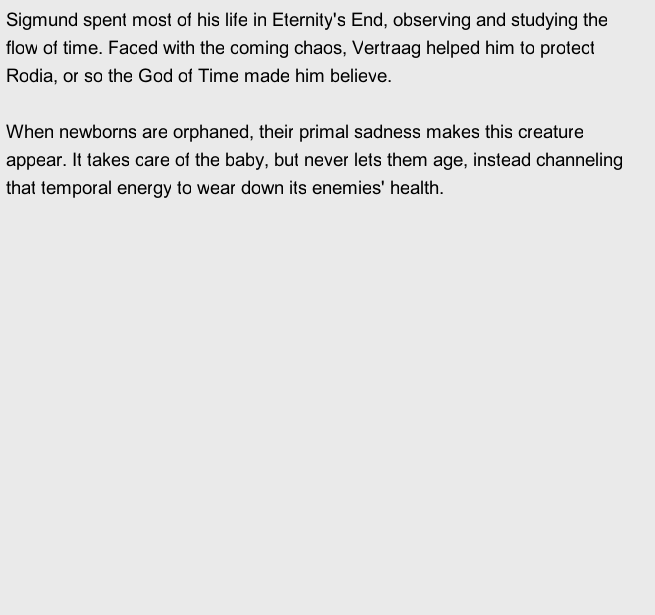 Sigmund spent most of his life in Eternity's End, observing and studying the
flow of time. Faced with the coming chaos, Vertraag helped him to protect
Rodia, or so the God of Time made him believe.
When newborns are orphaned, their primal sadness makes this creature
appear. It takes care of the baby, but never lets them age, instead channeling
that temporal energy to wear down its enemies' health.